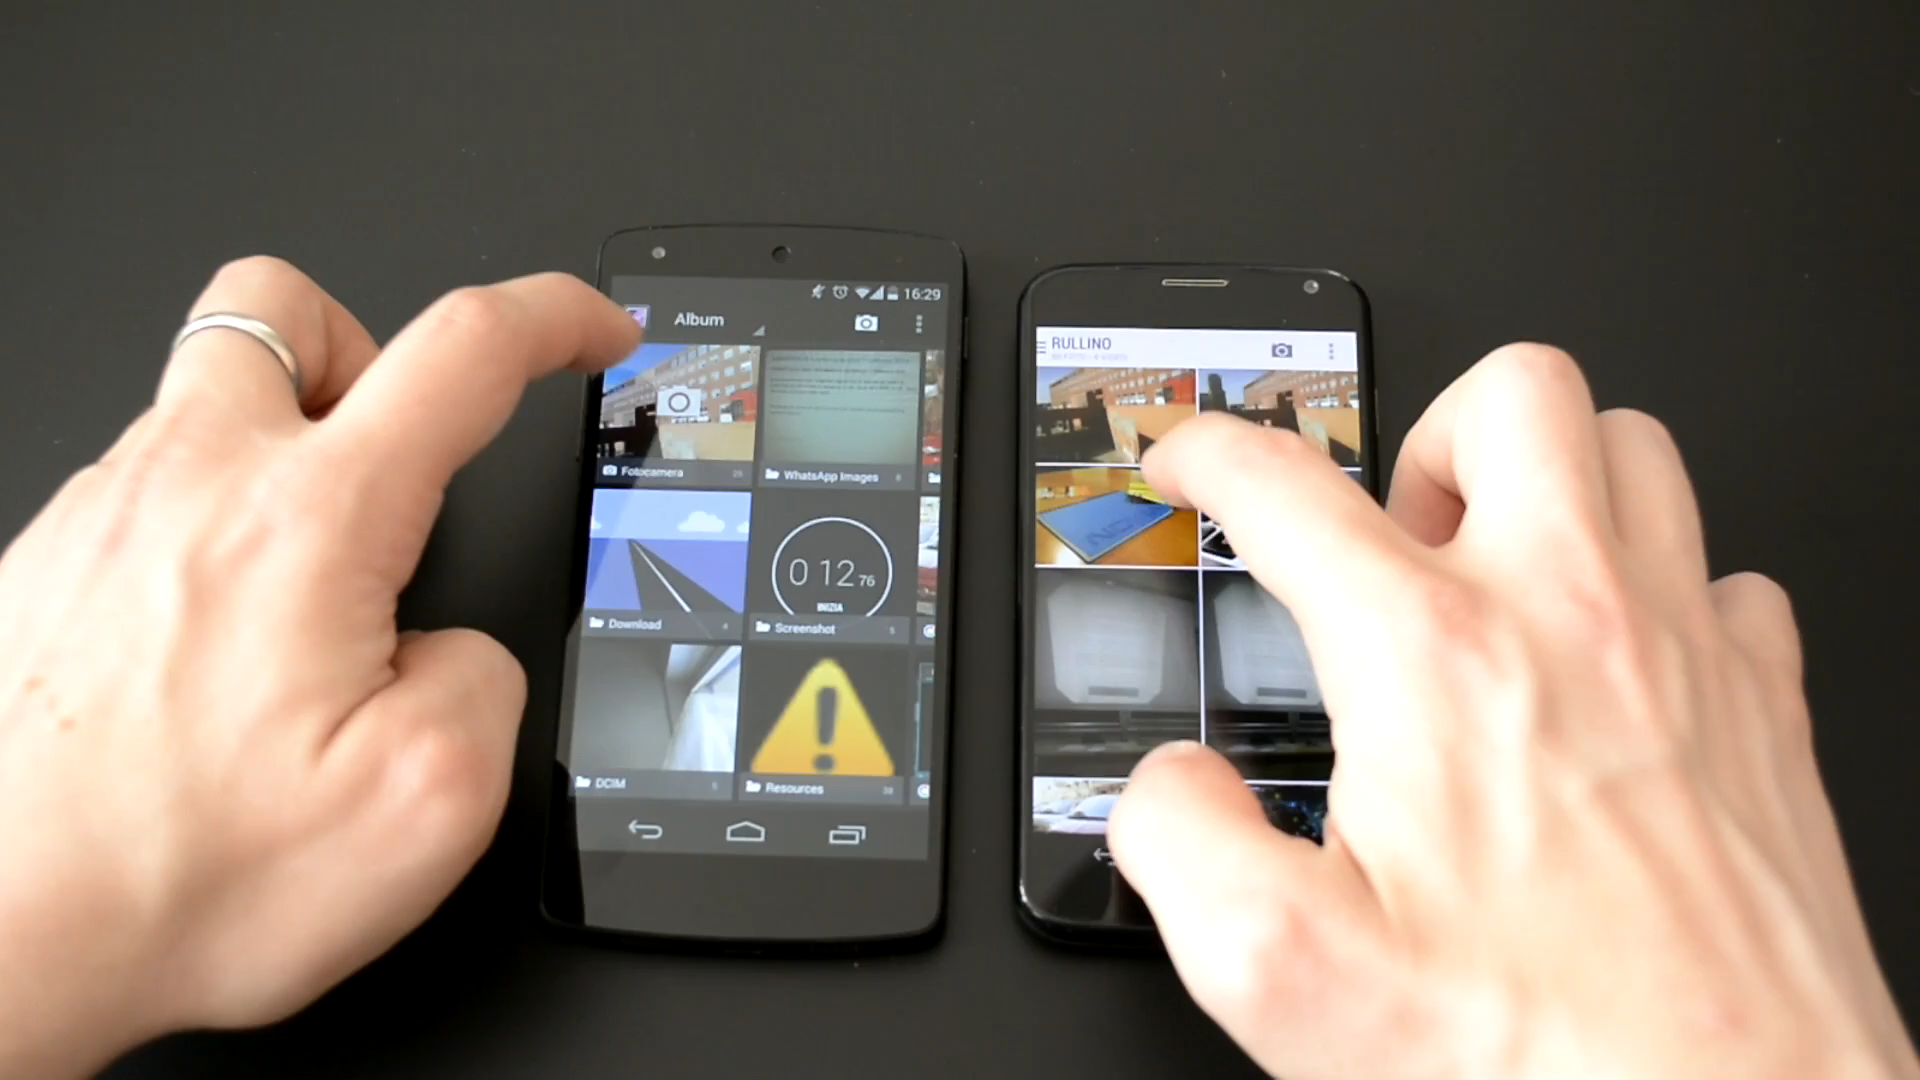 16:29
Album
Fotocamera
WhatsApp Images
Download
0 12 76
INIZIA
Screenshot
DCIM
Resources
RULLINO